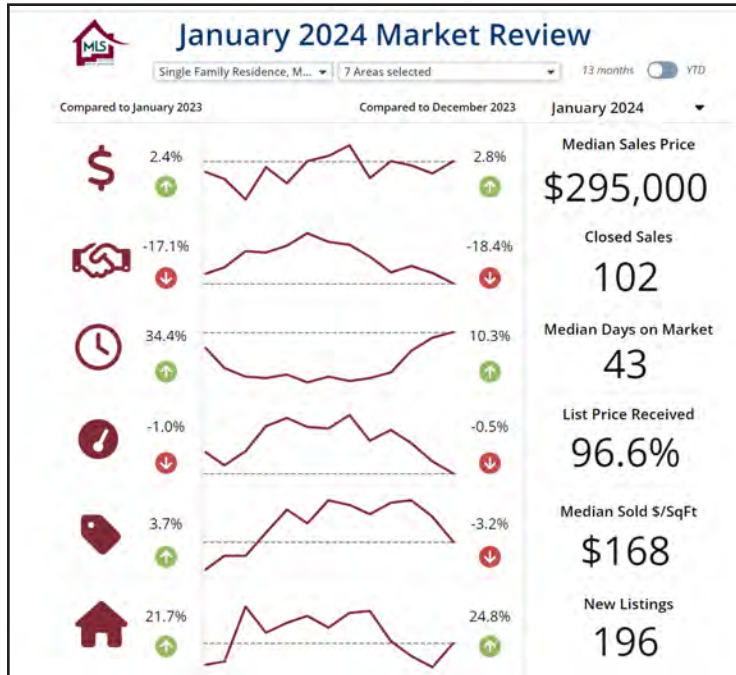 MLS
January 2024 Market Review
Single Family Residence, M... 7 Areas selected 13 months YTD
Compared to January 2023 Compared to December 2023 January 2024
2.4% 2.8% Median Sales Price
$295,000
-17.1% -18.4% Closed Sales
102
34.4% 10.3% Median Days on Market
43
-1.0% -0.5% List Price Received
96.6%
3.7% -3.2% Median Sold $/SqFt
$168
21.7% 24.8% New Listings
196